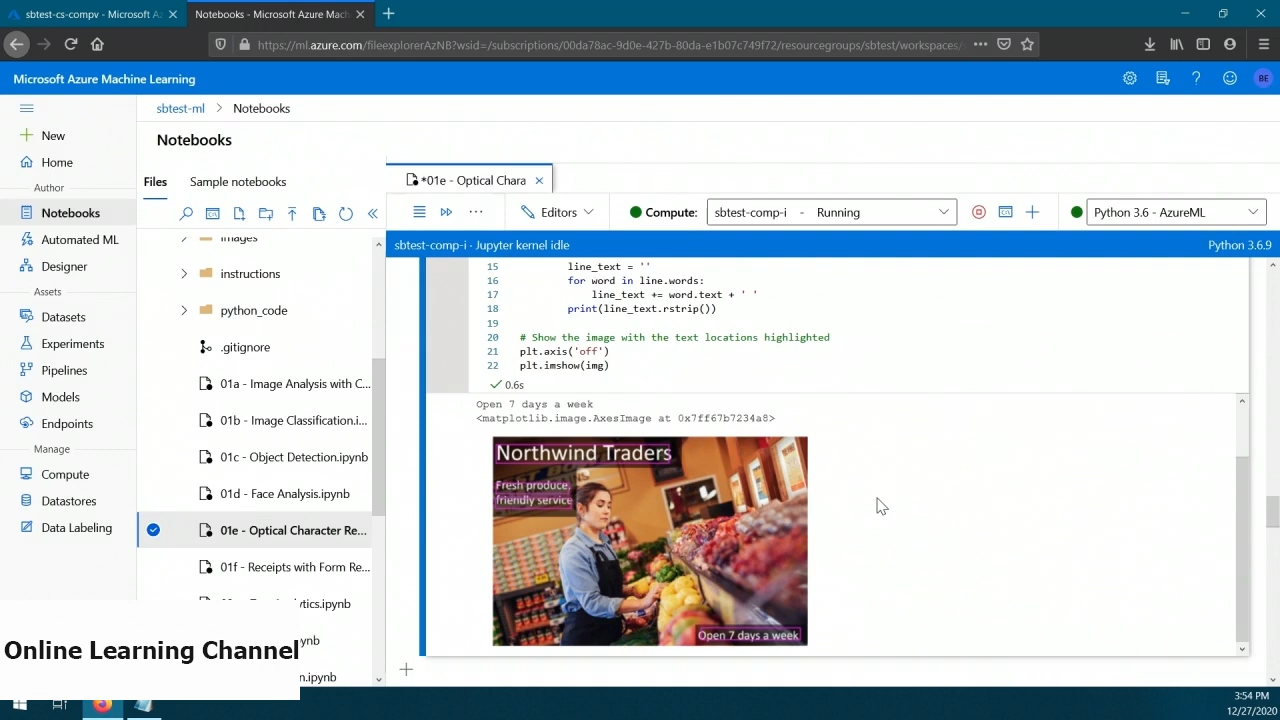 sbtest-cs-compv - Microsoft Az
Notebooks - Microsoft Azure Mach
https://ml.azure.com/fileexplorerAzNB?wsid=/subscriptions/00da78ac-9d0e-427b-80da-e1b07c749f72/resourcegroups/sbtest/workspaces/
Microsoft Azure Machine Learning
BE
New
Home
Author
Notebooks
Automated ML
Designer
Assets
Datasets
Experiments
Pipelines
Models
Endpoints
Manage
Compute
Datastores
Data Labeling
sbtest-ml > Notebooks
Notebooks
Files
Sample notebooks
images
instructions
python_code
.gitignore
01a - Image Analysis with C...
01b - Image Classification.i...
01c - Object Detection.ipynb
01d - Face Analysis.ipynb
01e - Optical Character Re...
01f - Receipts with Form Re...
ytics.ipynb
ynb
n.ipynb
*01e - Optical Chara
Editors
Compute:
sbtest-comp-i - Running
Python 3.6 - AzureML
sbtest-comp-i · Jupyter kernel idle
Python 3.6.9
15 line_text = ''
16 for word in line.words:
17 line_text += word.text + ' '
18 print(line_text.rstrip())
19
20 # Show the image with the text locations highlighted
21 plt.axis('off')
22 plt.imshow(img)
0.6s
Open 7 days a week
<matplotlib.image.AxesImage at 0x7ff67b7234a8>
Northwind Traders
Fresh produce,
friendly service
Open 7 days a week
Online Learning Channel
3:54 PM
12/27/2020